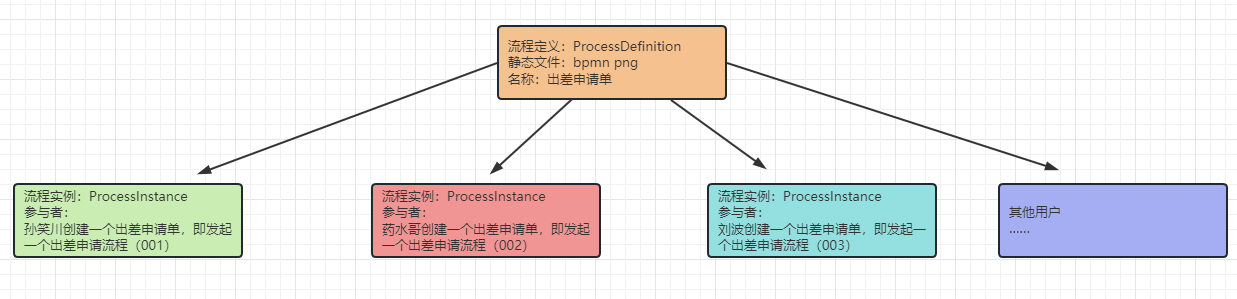 流程定义：ProcessDefinition
静态文件：bpmn png
名称：出差申请单
流程实例：ProcessInstance
参与者：
孙笑川创建一个出差申请单，即发起
一个出差申请流程（001）
流程实例：ProcessInstance
参与者：
药水哥创建一个出差申请单，即发起
一个出差申请流程（002）
流程实例：ProcessInstance
参与者：
刘波创建一个出差申请单，即发起一
个出差申请流程（003）
其他用户
......